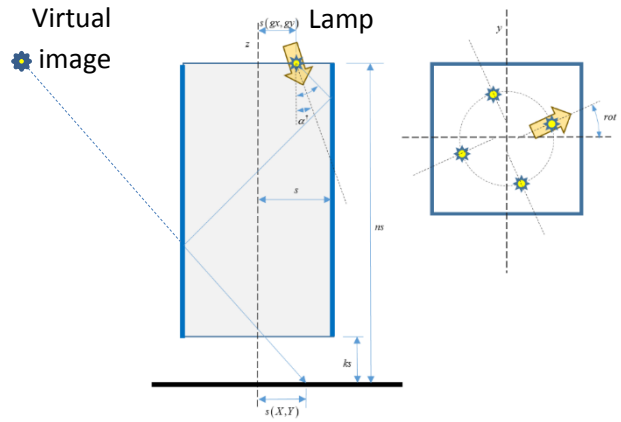 Virtual
image
s(gx, gy)
Lamp
z
α'
s
ns
ks
s(X,Y)
y
rot